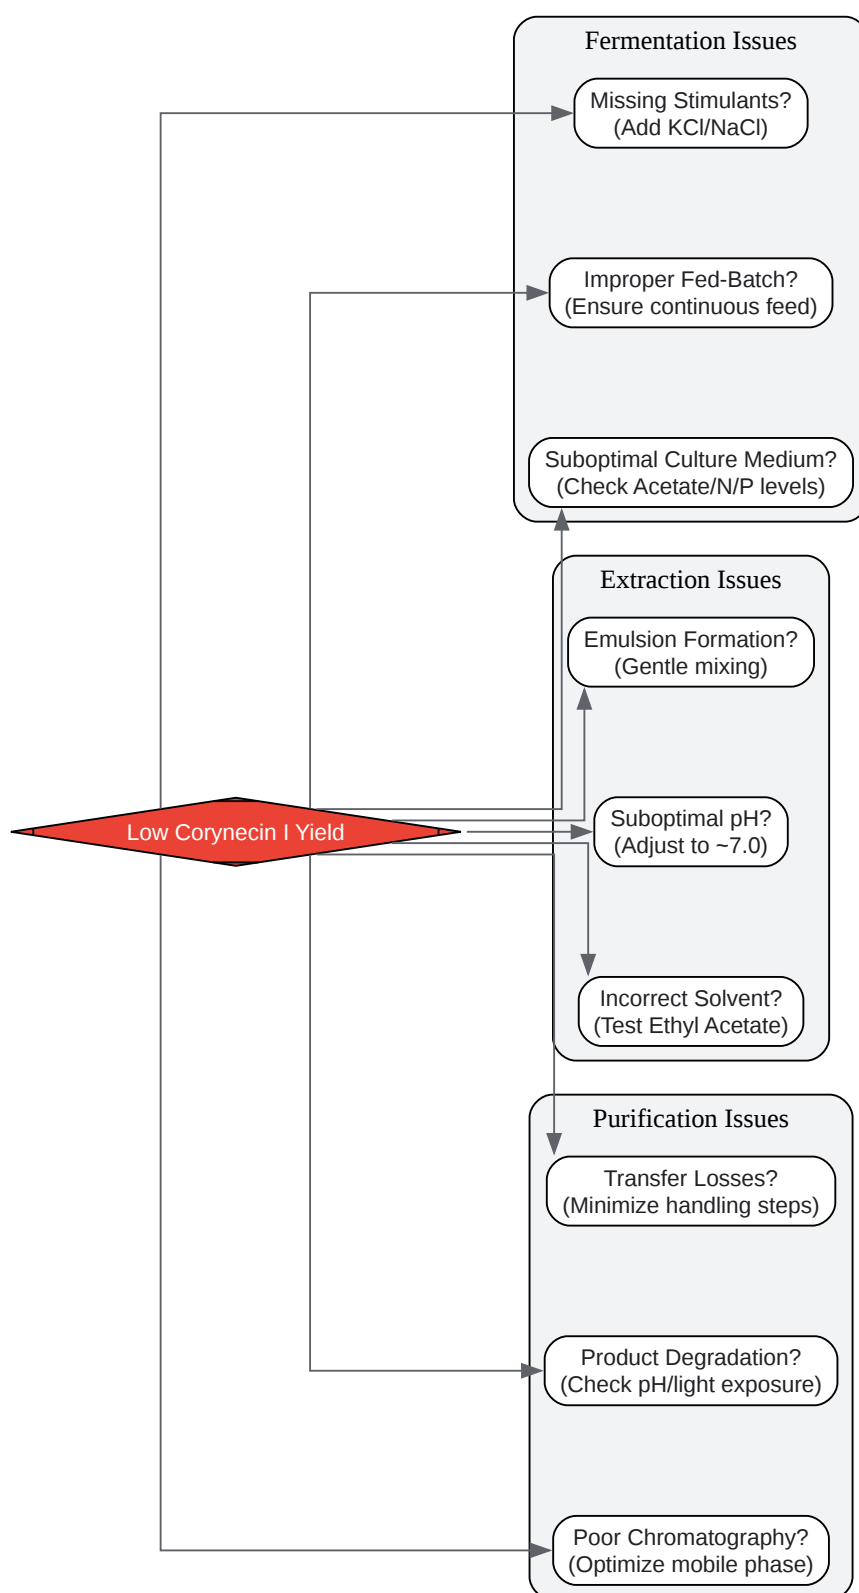 Fermentation Issues
Missing Stimulants?
(Add KCl/NaCl)
Improper Fed-Batch?
(Ensure continuous feed)
Suboptimal Culture Medium?
(Check Acetate/N/P levels)
Extraction Issues
Emulsion Formation?
(Gentle mixing)
Low Corynecin I Yield
Suboptimal pH?
(Adjust to ~7.0)
Incorrect Solvent?
(Test Ethyl Acetate)
Purification Issues
Transfer Losses?
(Minimize handling steps)
Product Degradation?
(Check pH/light exposure)
Poor Chromatography?
(Optimize mobile phase)